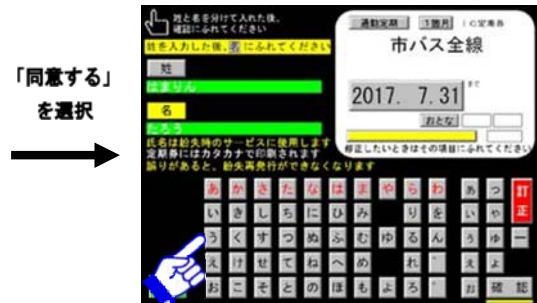 「同意する」
を選択
姓と名を分けて入れた後、
確認にふれてください
姓を入力した後、名にふれてください
姓
はまりん
名
たろう
氏名は紛失時のサービスに使用します
定期券にはカタカナで印刷されます
誤りがあると、紛失再発行ができなくなります
通勤定期 1箇月 IC定期券
市バス全線
2017. 7.31 まで
おとな
修正したいときはその項目にふれてください
あ か さ た な は ま や ら わ ぁ っ 訂正
い き し ち に ひ み り を ぃ ゃ
う く す つ ぬ ふ む ゆ る ん ぅ ゅ ー
え け せ て ね へ め れ ゛ ぇ ょ
お こ そ と の ほ も よ ろ ゜ ぉ 確認